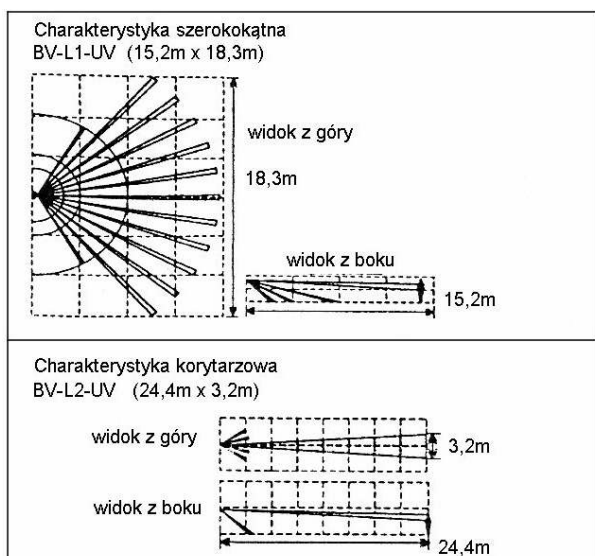 Charakterystyka szerokokątna
BV-L1-UV (15,2m x 18,3m)
widok z góry
18,3m
widok z boku
15,2m
Charakterystyka korytarzowa
BV-L2-UV (24,4m x 3,2m)
widok z góry
3,2m
widok z boku
24,4m